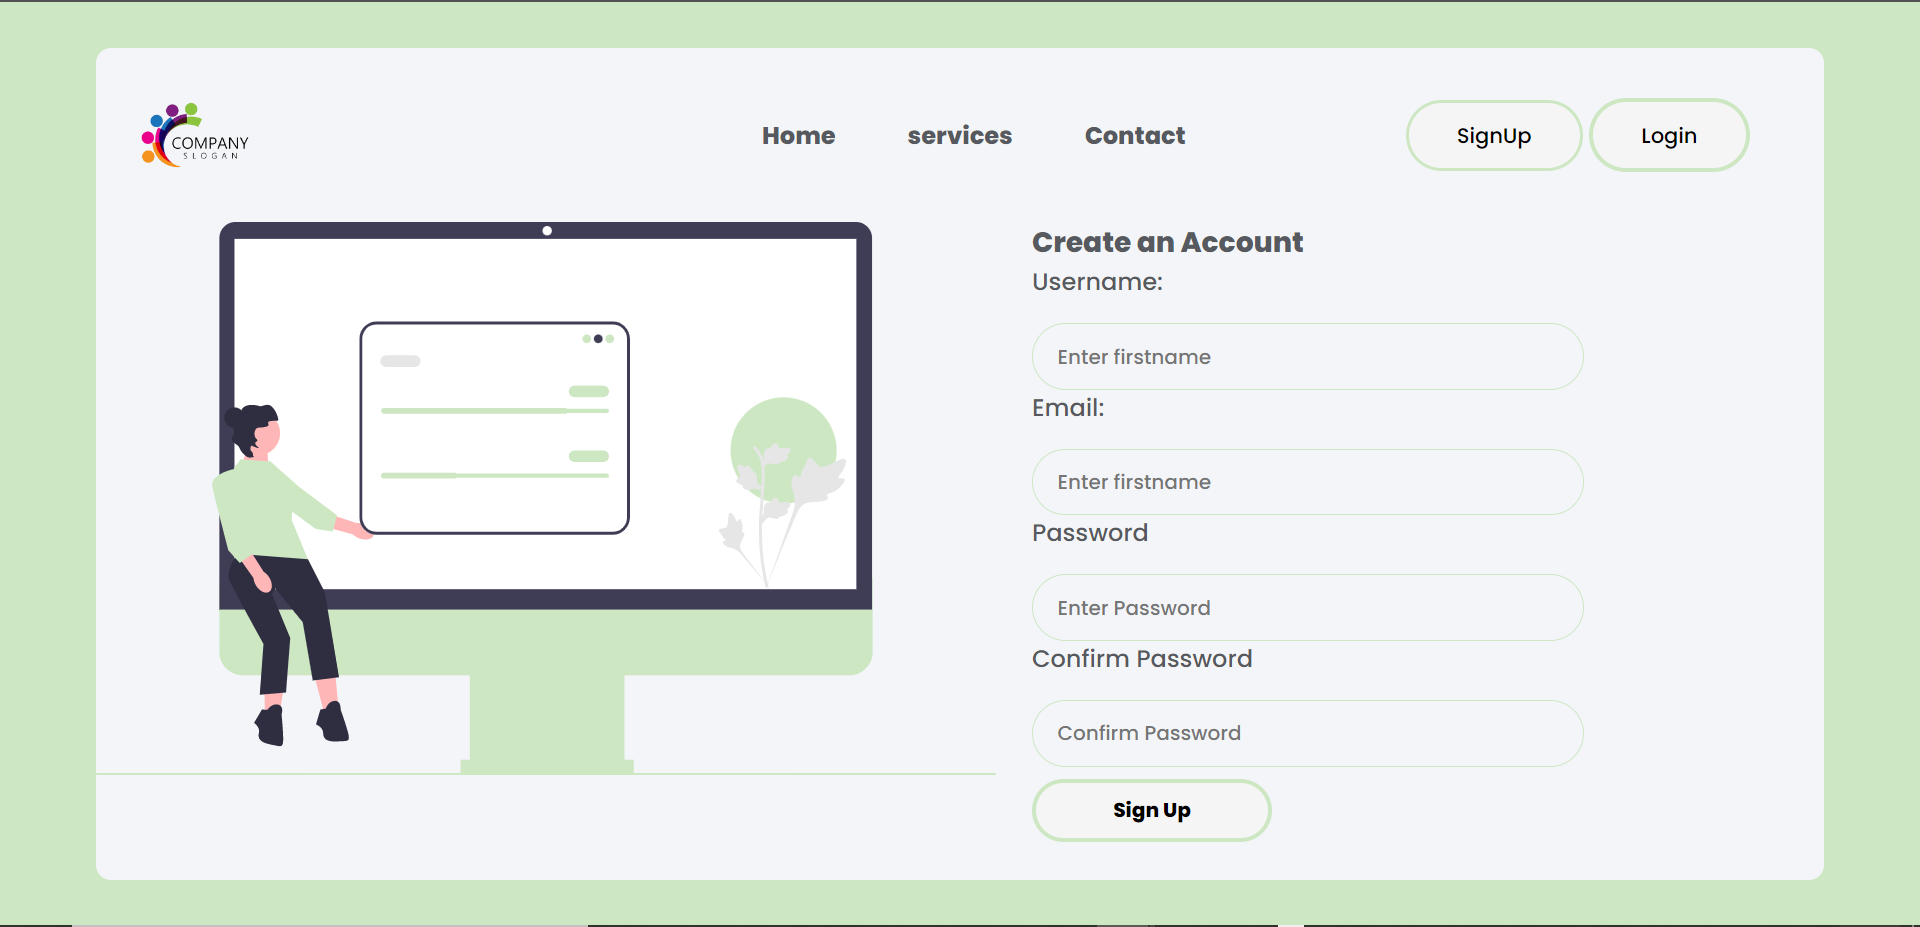 COMPANY
SLOGAN
Home services Contact SignUp Login
Create an Account
Username:
Enter firstname
Email:
Enter firstname
Password
Enter Password
Confirm Password
Confirm Password
Sign Up